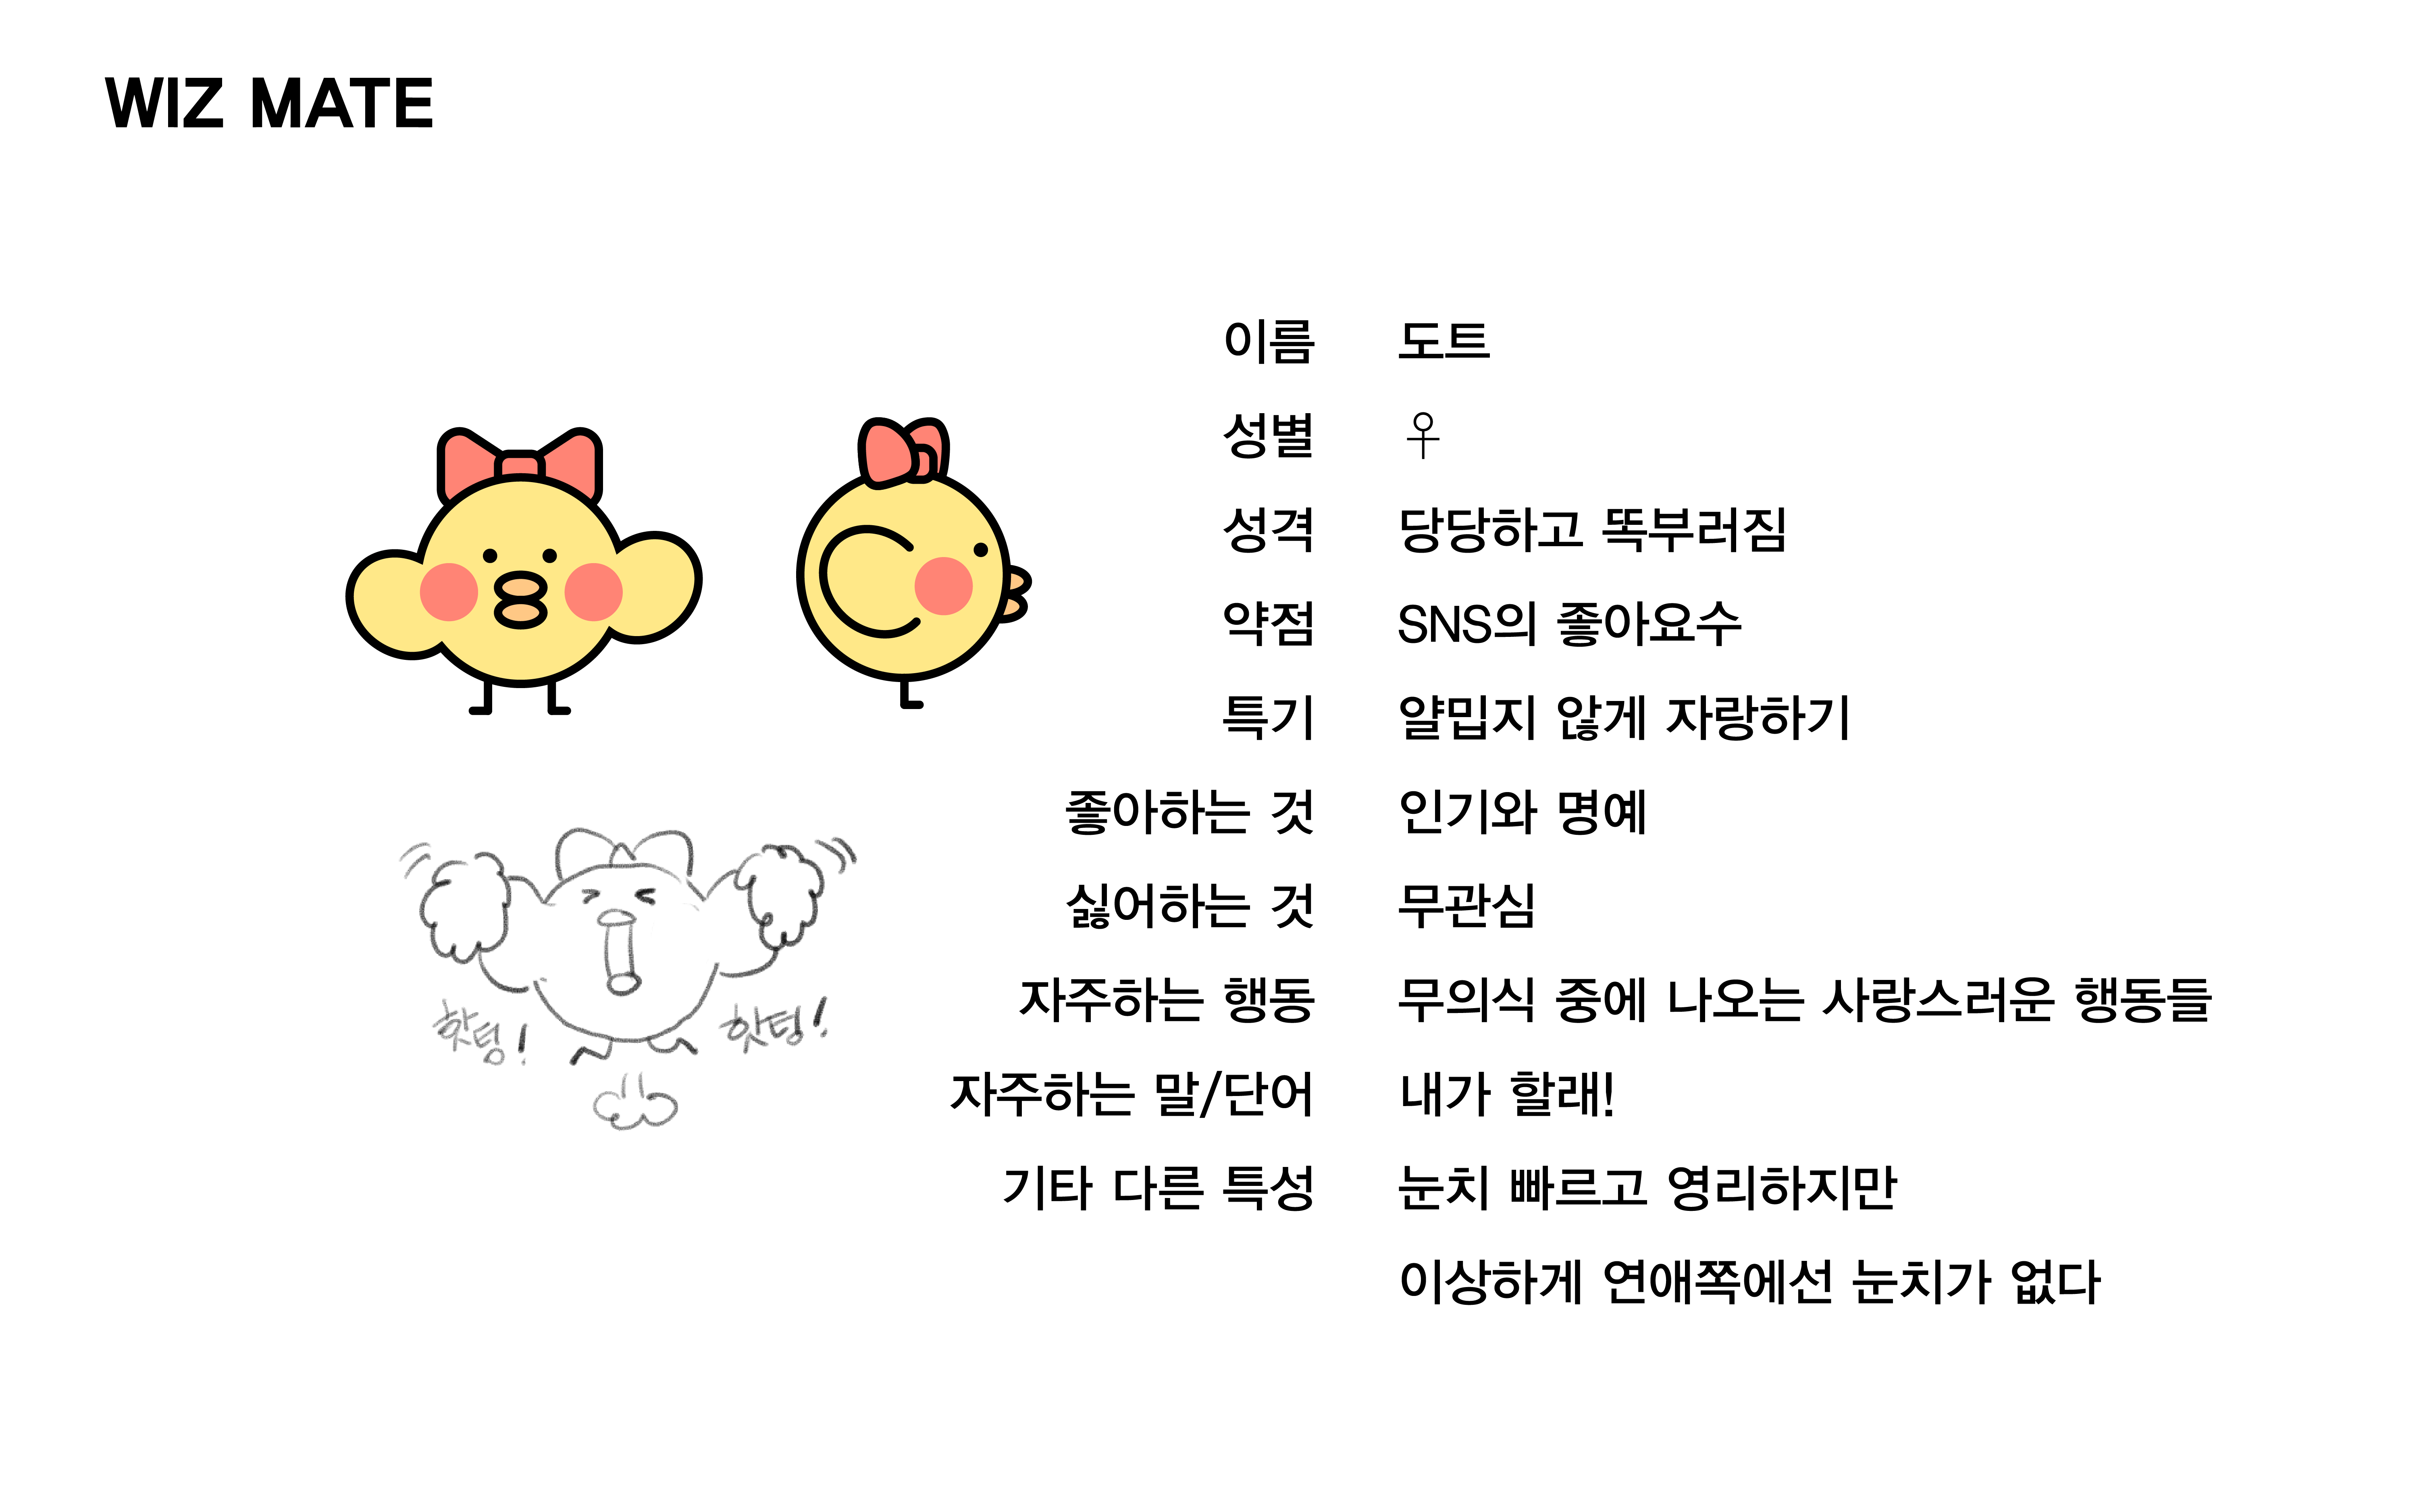 WIZ MATE
이름 도트
성별 ♀
성격 당당하고 똑부러짐
약점 SNS의 좋아요수
특기 얄밉지 않게 자랑하기
좋아하는 것 인기와 명예
싫어하는 것 무관심
자주하는 행동 무의식 중에 나오는 사랑스러운 행동들
자주하는 말/단어 내가 할래!
기타 다른 특성 눈치 빠르고 영리하지만
이상하게 연애쪽에선 눈치가 없다
핫팅!
핫팅!